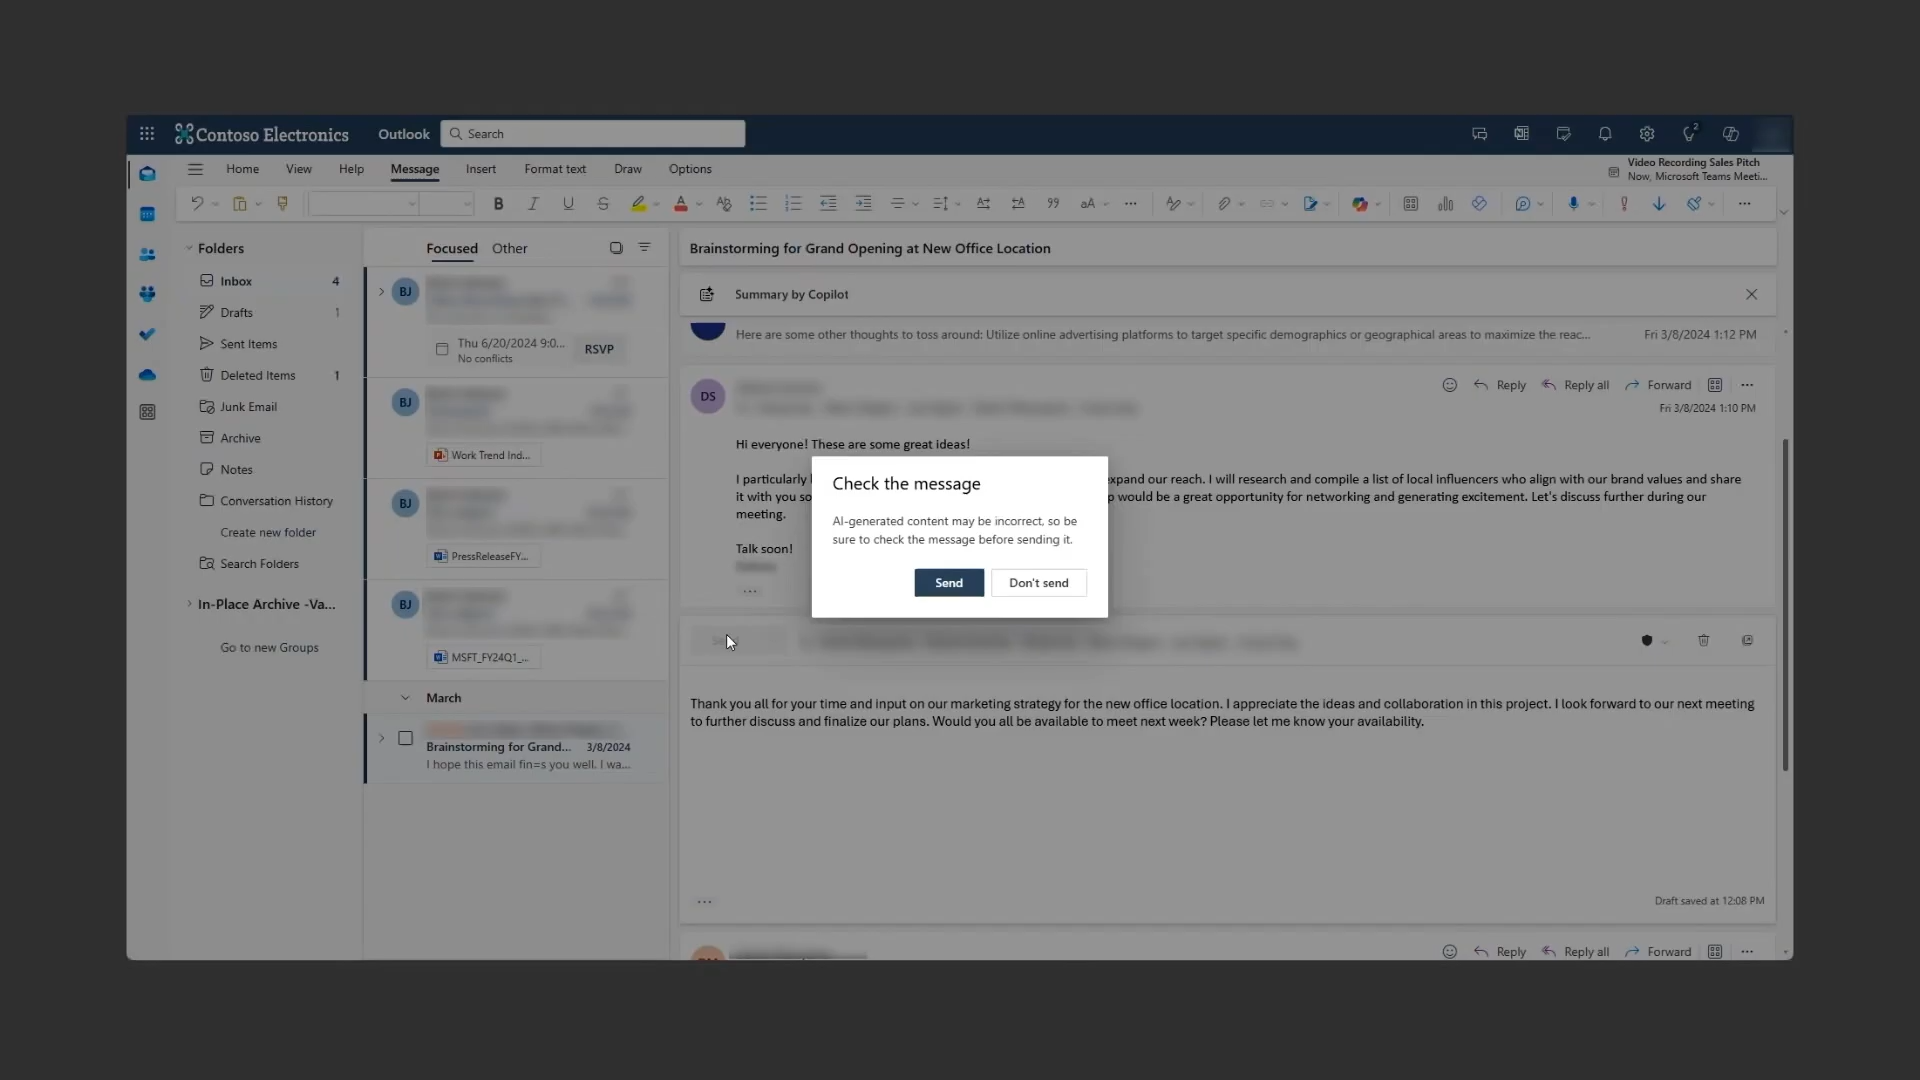 Contoso Electronics
Outlook
Search
2
Home
View
Help
Message
Insert
Format text
Draw
Options
Video Recording Sales Pitch
Now, Microsoft Teams Meeti...
Folders
Inbox 4
Drafts 1
Sent Items
Deleted Items 1
Junk Email
Archive
Notes
Conversation History
Create new folder
Search Folders
In-Place Archive -Va...
Go to new Groups
Focused Other
BJ
Thu 6/20/2024 9:0...
No conflicts
RSVP
BJ
Work Trend Ind...
BJ
PressReleaseFY...
BJ
MSFT_FY24Q1_...
March
Brainstorming for Grand... 3/8/2024
I hope this email fin=s you well. I wa...
Brainstorming for Grand Opening at New Office Location
Summary by Copilot
Here are some other thoughts to toss around: Utilize online advertising platforms to target specific demographics or geographical areas to maximize the reac... Fri 3/8/2024 1:12 PM
DS
Reply Reply all Forward
Fri 3/8/2024 1:10 PM
Hi everyone! These are some great ideas!
I particularly expand our reach. I will research and compile a list of local influencers who align with our brand values and share
it with you would be a great opportunity for networking and generating excitement. Let's discuss further during our
meeting.
Talk soon!
Check the message
AI-generated content may be incorrect, so be
sure to check the message before sending it.
Send Don't send
Thank you all for your time and input on our marketing strategy for the new office location. I appreciate the ideas and collaboration in this project. I look forward to our next meeting
to further discuss and finalize our plans. Would you all be available to meet next week? Please let me know your availability.
Draft saved at 12:08 PM
Reply Reply all Forward